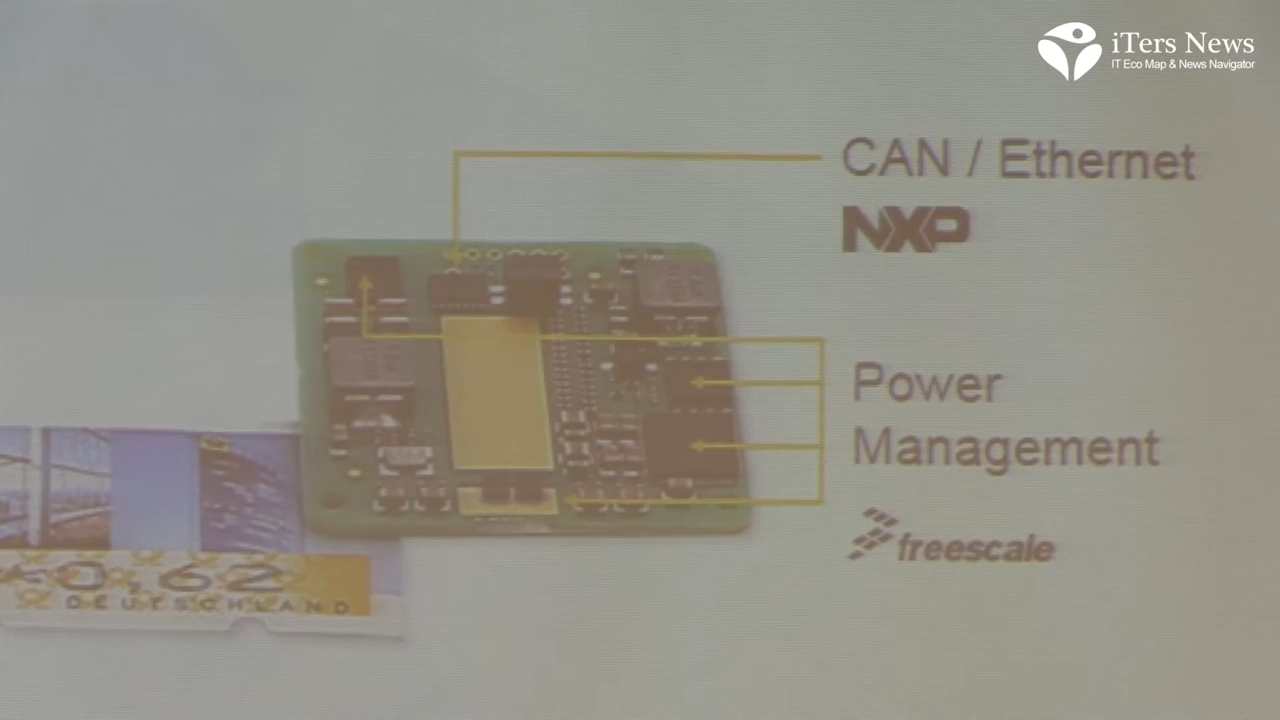 iTers News
IT Eco Map & News Navigator
CAN / Ethernet
NXP
Power
Management
freescale
0,62
DEUTSCHLAND